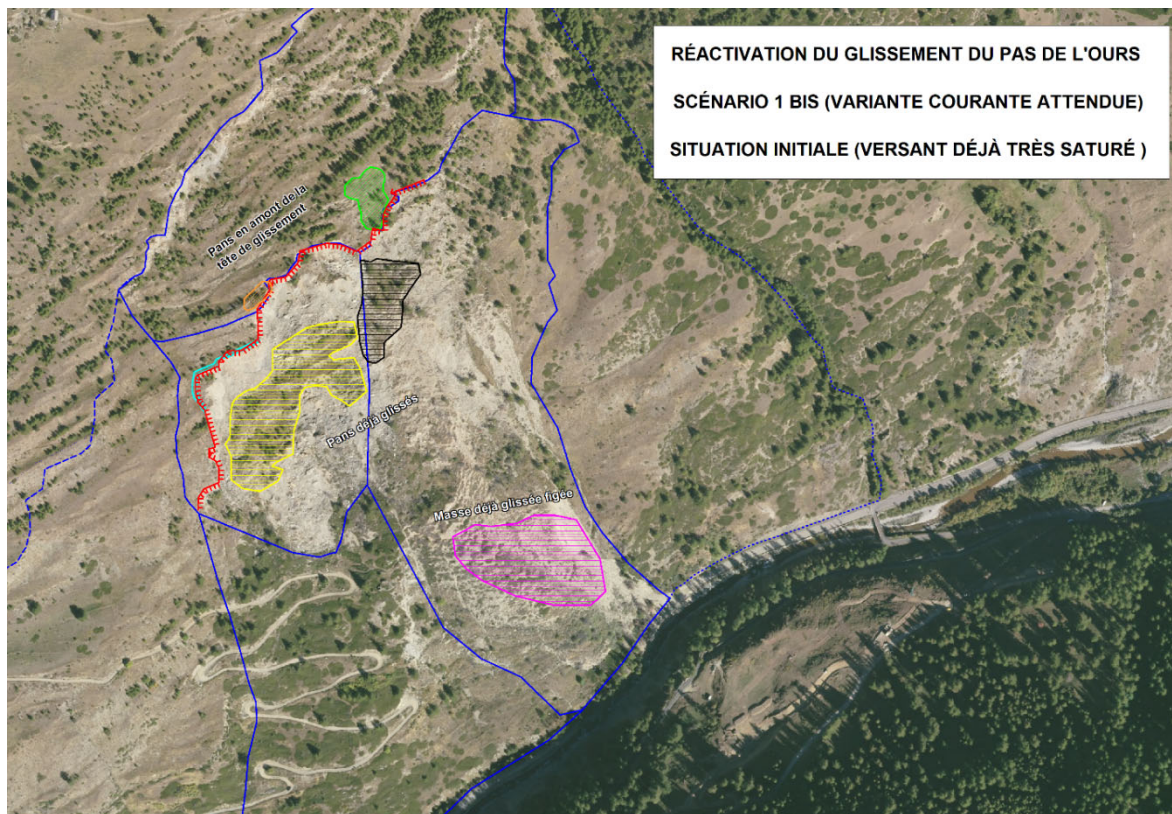 RÉACTIVATION DU GLISSEMENT DU PAS DE L'OURS
SCÉNARIO 1 BIS (VARIANTE COURANTE ATTENDUE)
SITUATION INITIALE (VERSANT DÉJÀ TRÈS SATURÉ )
Pans en amont de la
tête de glissement
Pans déjà glissés
Masse déjà glissée figée